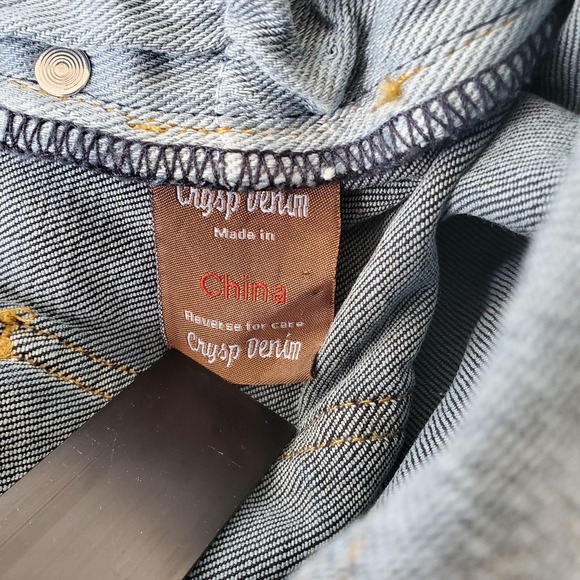 Crysp Denim
Made in
China
Reverse for care
Crysp Denim